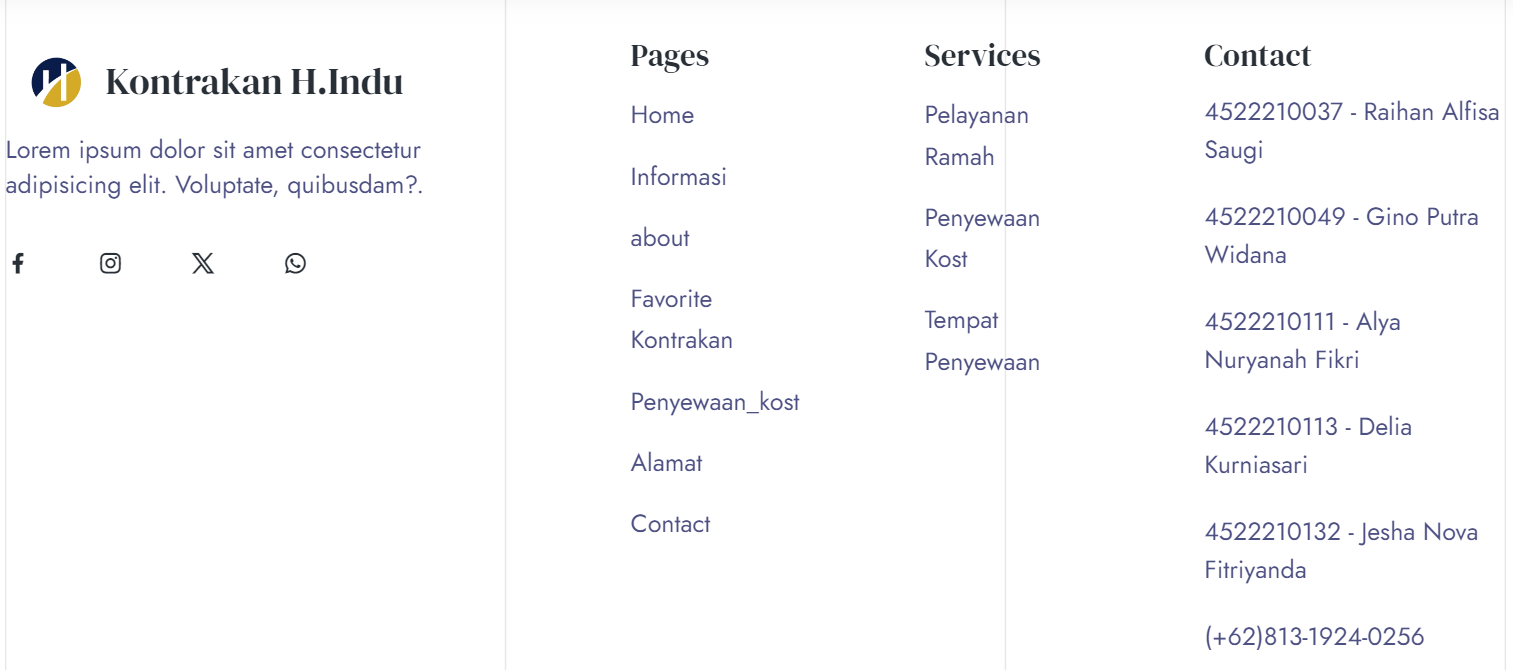 Kontrakan H.Indu
Lorem ipsum dolor sit amet consectetur
adipisicing elit. Voluptate, quibusdam?.
Pages
Home
Informasi
about
Favorite
Kontrakan
Penyewaan_kost
Alamat
Contact
Services
Pelayanan
Ramah
Penyewaan
Kost
Tempat
Penyewaan
Contact
4522210037 - Raihan Alfisa
Saugi
4522210049 - Gino Putra
Widana
4522210111 - Alya
Nuryanah Fikri
4522210113 - Delia
Kurniasari
4522210132 - Jesha Nova
Fitriyanda
(+62)813-1924-0256